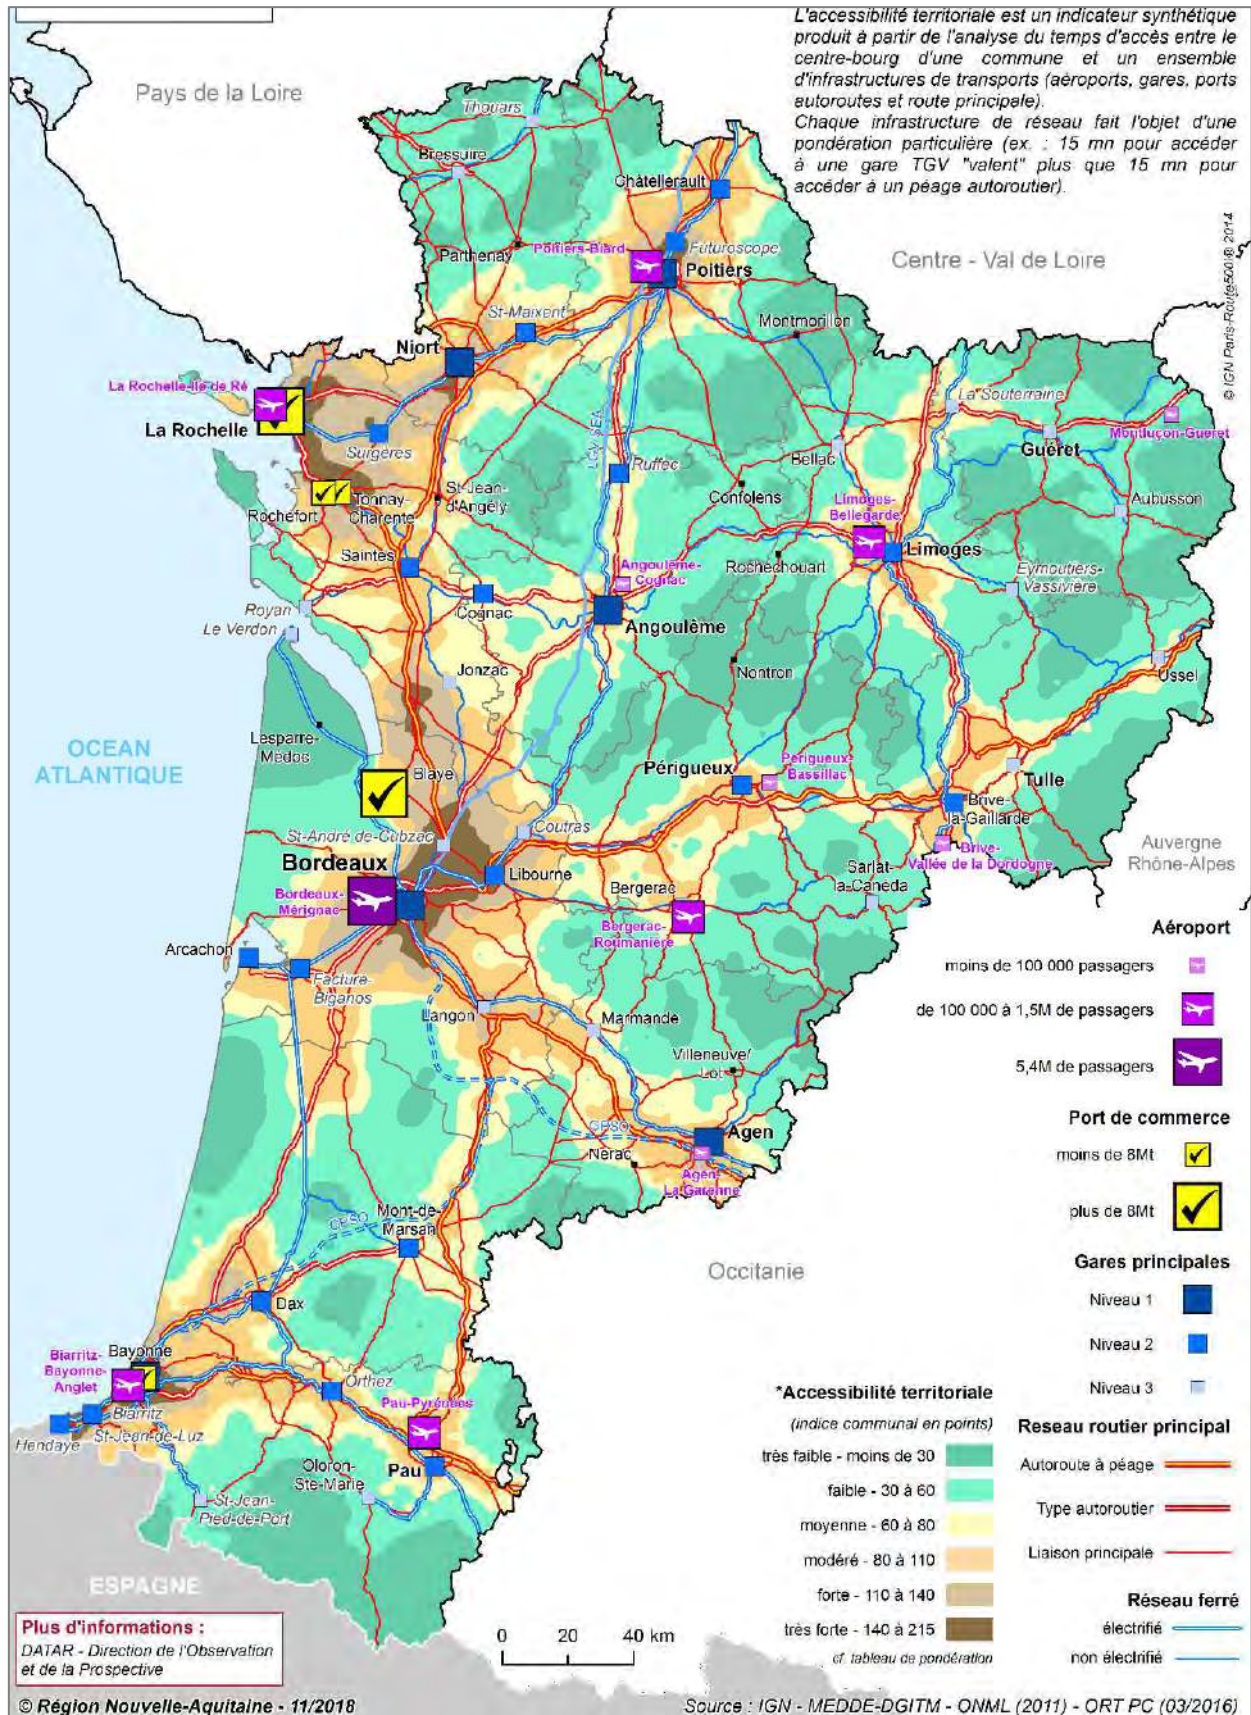 L'accessibilité territoriale est un indicateur synthétique
produit à partir de l'analyse du temps d'accès entre le
centre-bourg d'une commune et un ensemble
d'infrastructures de transports (aéroports, gares, ports
autoroutes et route principale).
Chaque infrastructure de réseau fait l'objet d'une
pondération particulière (ex. : 15 mn pour accéder
à une gare TGV "valent" plus que 15 mn pour
accéder à un péage autoroutier).
© IGN Paris-Route500® 2014
Pays de la Loire
Thouars
Bressuire
Châtellerault
Parthenay
Poitiers-Biard
Futuroscope
Poitiers
Centre - Val de Loire
St-Maixent
Montmorillon
Niort
La Rochelle-Ile de Ré
La Rochelle
Surgères
LGV SEA
Ruffec
La Souterraine
Guéret
Montluçon-Guéret
Bellac
Rochefort
Tonnay-
Charente
St-Jean-
d'Angély
Confolens
Limoges-
Bellegarde
Aubusson
Saintes
Limoges
Rochechouart
Angoulême-
Cognac
Eymoutiers-
Vassivière
Royan
Le Verdon
Cognac
Angoulême
Jonzac
Nontron
Ussel
Lesparre-
Médoc
OCEAN
ATLANTIQUE
Blaye
Périgueux
Périgueux-
Bassillac
Tulle
St-André de-Cubzac
Coutras
Brive-
la-Gaillarde
Brive-
Vallée de la Dordogne
Auvergne
Rhône-Alpes
Bordeaux
Bordeaux-
Mérignac
Libourne
Bergerac
Bergerac-
Roumanière
Sarlat-
la-Canéda
Arcachon
Facture-
Biganos
Langon
Marmande
Villeneuve/
Lot
GPSO
Agen
Nérac
Agen-
La Garenne
GPSO
Mont-de-
Marsan
Occitanie
Dax
Bayonne
Biarritz-
Bayonne-
Anglet
Biarritz
St-Jean-de-Luz
Hendaye
Orthez
Pau-Pyrénées
Pau
Oloron-
Ste-Marie
St-Jean-
Pied-de-Port
ESPAGNE
Aéroport
moins de 100 000 passagers
de 100 000 à 1,5M de passagers
5,4M de passagers
Port de commerce
moins de 8Mt
plus de 8Mt
Gares principales
Niveau 1
Niveau 2
Niveau 3
*Accessibilité territoriale
(indice communal en points)
très faible - moins de 30
faible - 30 à 60
moyenne - 60 à 80
modéré - 80 à 110
forte - 110 à 140
très forte - 140 à 215
cf. tableau de pondération
Reseau routier principal
Autoroute à péage
Type autoroutier
Liaison principale
Réseau ferré
électrifié
non électrifié
Plus d'informations :
DATAR - Direction de l'Observation
et de la Prospective
0 20 40 km
© Région Nouvelle-Aquitaine - 11/2018
Source : IGN - MEDDE-DGITM - ONML (2011) - ORT PC (03/2016)